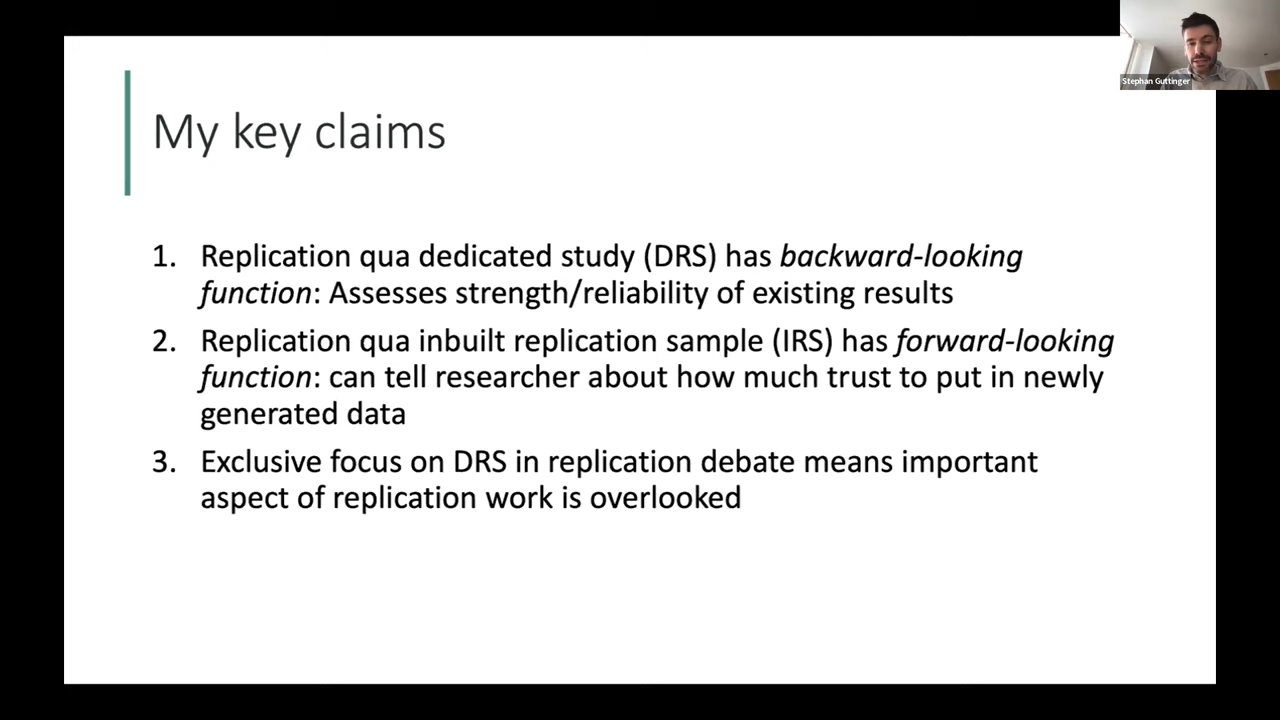 Stephan Guttinger
My key claims
1. Replication qua dedicated study (DRS) has backward-looking
function: Assesses strength/reliability of existing results
2. Replication qua inbuilt replication sample (IRS) has forward-looking
function: can tell researcher about how much trust to put in newly
generated data
3. Exclusive focus on DRS in replication debate means important
aspect of replication work is overlooked